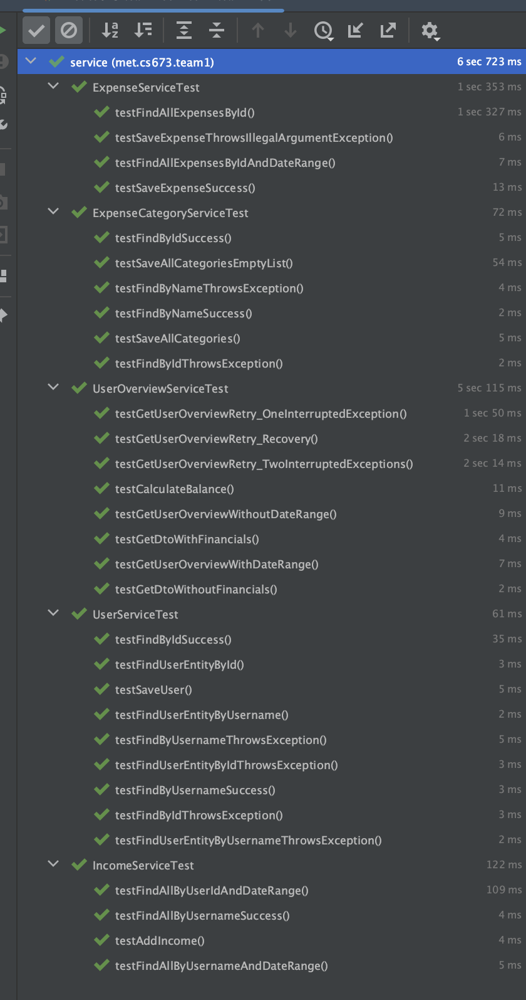 service (met.cs673.team1) 6 sec 723 ms
ExpenseServiceTest 1 sec 353 ms
testFindAllExpensesById() 1 sec 327 ms
testSaveExpenseThrowsIllegalArgumentException() 6 ms
testFindAllExpensesByIdAndDateRange() 7 ms
testSaveExpenseSuccess() 13 ms
ExpenseCategoryServiceTest 72 ms
testFindByIdSuccess() 5 ms
testSaveAllCategoriesEmptyList() 54 ms
testFindByNameThrowsException() 4 ms
testFindByNameSuccess() 2 ms
testSaveAllCategories() 5 ms
testFindByIdThrowsException() 2 ms
UserOverviewServiceTest 5 sec 115 ms
testGetUserOverviewRetry_OneInterruptedException() 1 sec 50 ms
testGetUserOverviewRetry_Recovery() 2 sec 18 ms
testGetUserOverviewRetry_TwoInterruptedExceptions() 2 sec 14 ms
testCalculateBalance() 11 ms
testGetUserOverviewWithoutDateRange() 9 ms
testGetDtoWithFinancials() 4 ms
testGetUserOverviewWithDateRange() 7 ms
testGetDtoWithoutFinancials() 2 ms
UserServiceTest 61 ms
testFindByIdSuccess() 35 ms
testFindUserEntityById() 3 ms
testSaveUser() 5 ms
testFindUserEntityByUsername() 2 ms
testFindByUsernameThrowsException() 5 ms
testFindUserEntityByIdThrowsException() 3 ms
testFindByUsernameSuccess() 3 ms
testFindByIdThrowsException() 3 ms
testFindUserEntityByUsernameThrowsException() 2 ms
IncomeServiceTest 122 ms
testFindAllByUserIdAndDateRange() 109 ms
testFindAllByUsernameSuccess() 4 ms
testAddIncome() 4 ms
testFindAllByUsernameAndDateRange() 5 ms